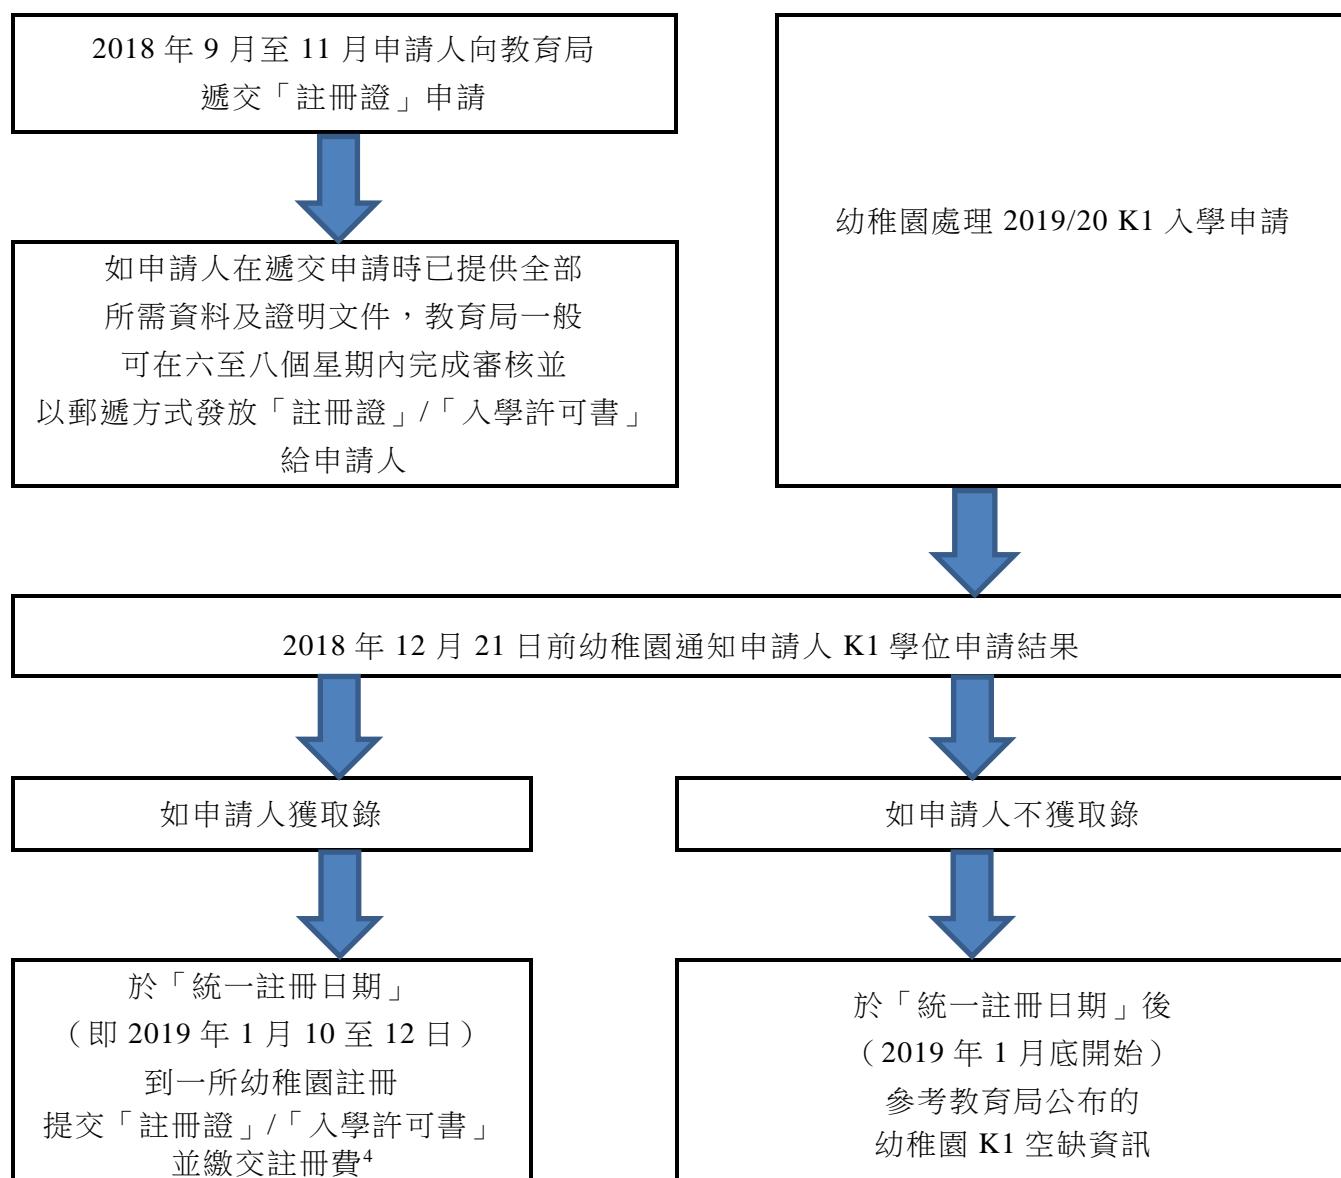 2018 年 9 月至 11 月申請人向教育局
遞交「註冊證」申請
如申請人在遞交申請時已提供全部
所需資料及證明文件，教育局一般
可在六至八個星期內完成審核並
以郵遞方式發放「註冊證」/「入學許可書」
給申請人
幼稚園處理 2019/20 K1 入學申請
2018 年 12 月 21 日前幼稚園通知申請人 K1 學位申請結果
如申請人獲取錄
如申請人不獲取錄
於「統一註冊日期」
（即 2019 年 1 月 10 至 12 日）
到一所幼稚園註冊
提交「註冊證」/「入學許可書」
並繳交註冊費⁴
於「統一註冊日期」後
（2019 年 1 月底開始）
參考教育局公布的
幼稚園 K1 空缺資訊